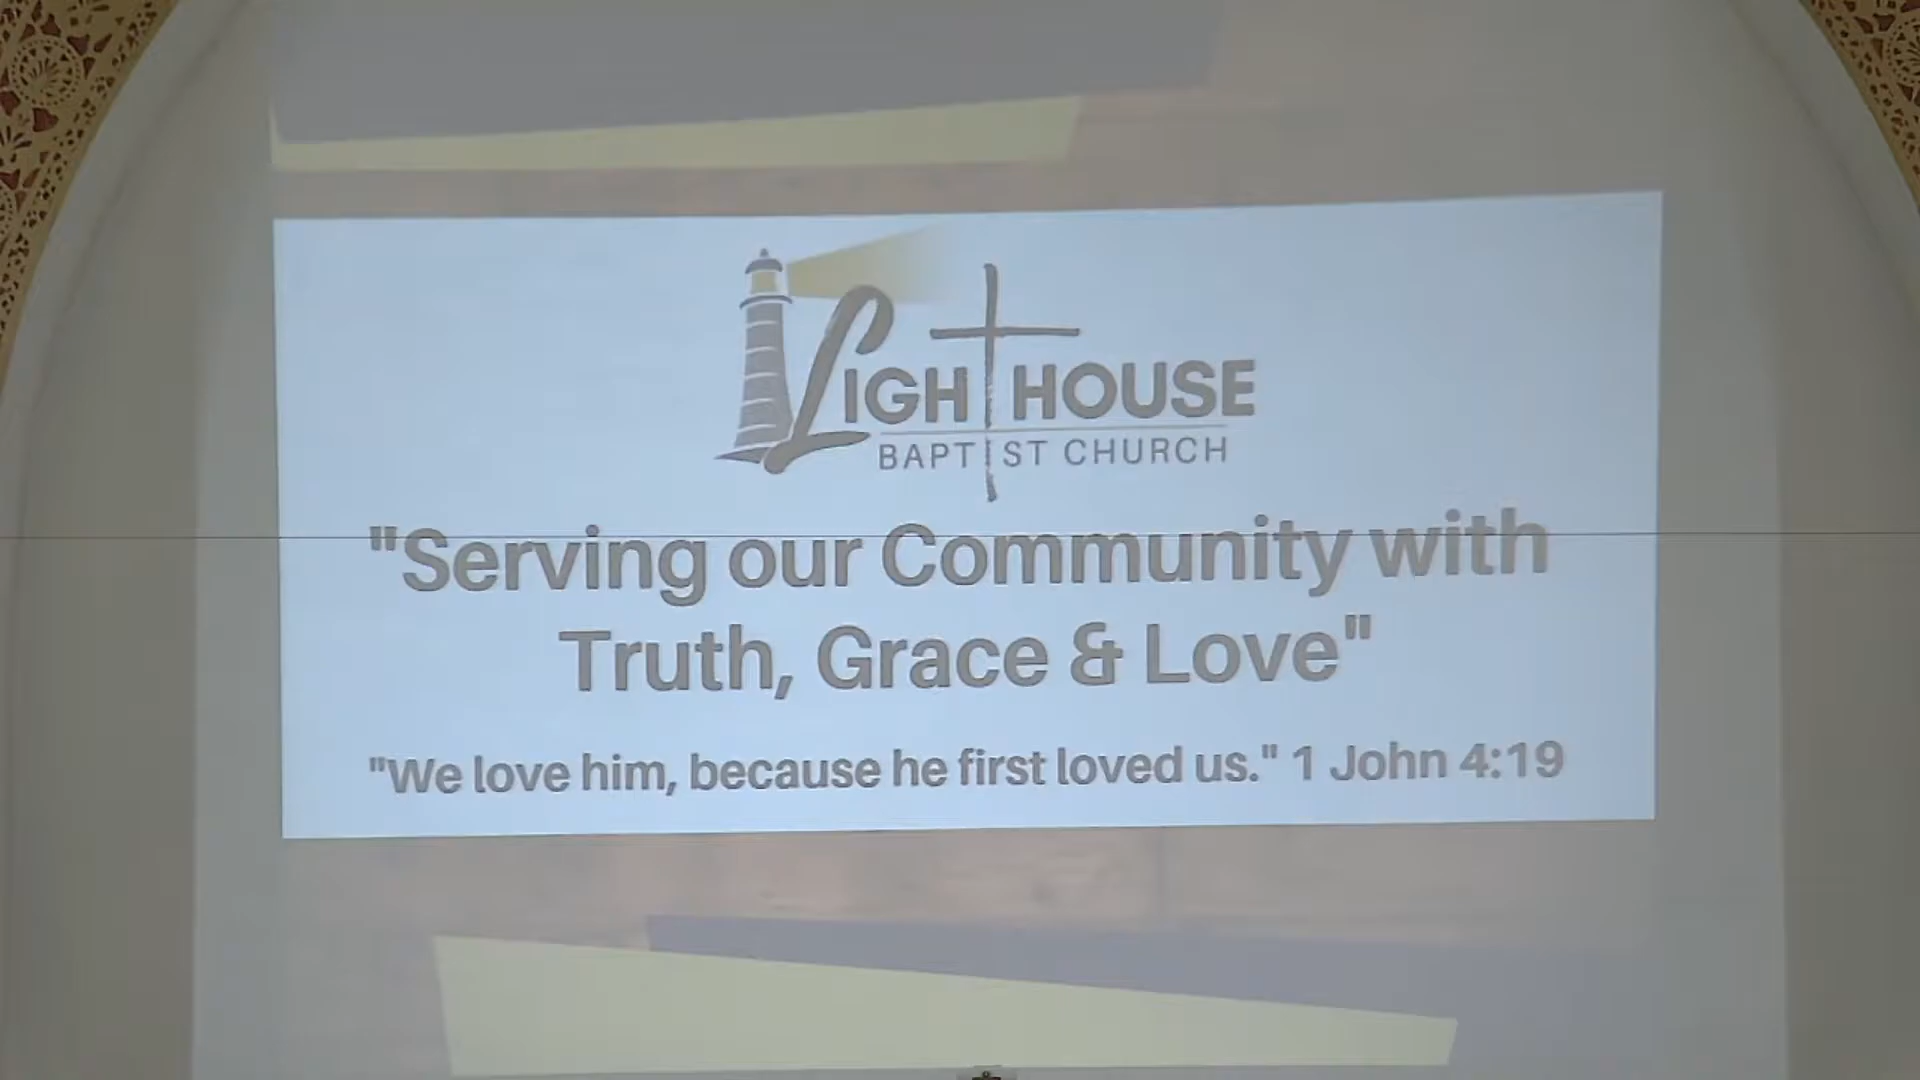 LIGHTHOUSE
BAPTIST CHURCH
"Serving our Community with
Truth, Grace & Love"
"We love him, because he first loved us." 1 John 4:19